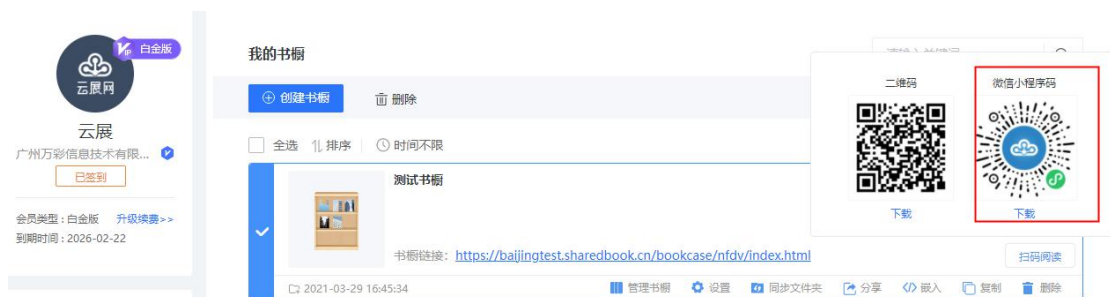 VIP 白金版
云展网
云展
广州万彩信息技术有限...
已签到
会员类型：白金版 升级续费>>
到期时间：2026-02-22
我的书橱
创建书橱 删除
全选 排序 时间不限
测试书橱
书橱链接： https://baijingtest.sharedbook.cn/bookcase/nfdv/index.html
2021-03-29 16:45:34 管理书橱 设置 同步文件夹 分享 嵌入 复制 删除
二维码 微信小程序码
下载 下载
扫码阅读